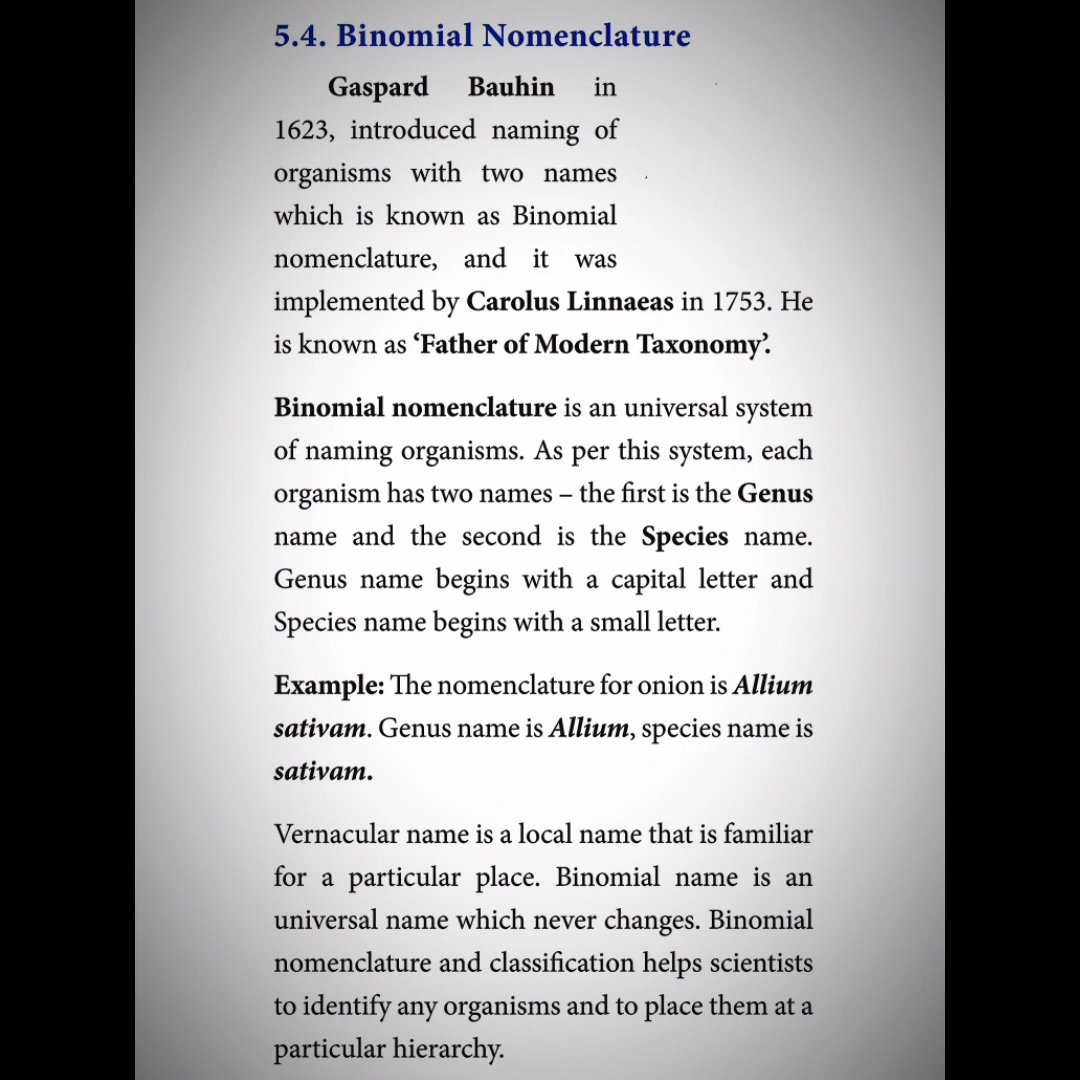 5.4. Binomial Nomenclature
Gaspard Bauhin in
1623, introduced naming of
organisms with two names
which is known as Binomial
nomenclature, and it was
implemented by Carolus Linnaeas in 1753. He
is known as ‘Father of Modern Taxonomy’.
Binomial nomenclature is an universal system
of naming organisms. As per this system, each
organism has two names – the first is the Genus
name and the second is the Species name.
Genus name begins with a capital letter and
Species name begins with a small letter.
Example: The nomenclature for onion is Allium
sativam. Genus name is Allium, species name is
sativam.
Vernacular name is a local name that is familiar
for a particular place. Binomial name is an
universal name which never changes. Binomial
nomenclature and classification helps scientists
to identify any organisms and to place them at a
particular hierarchy.